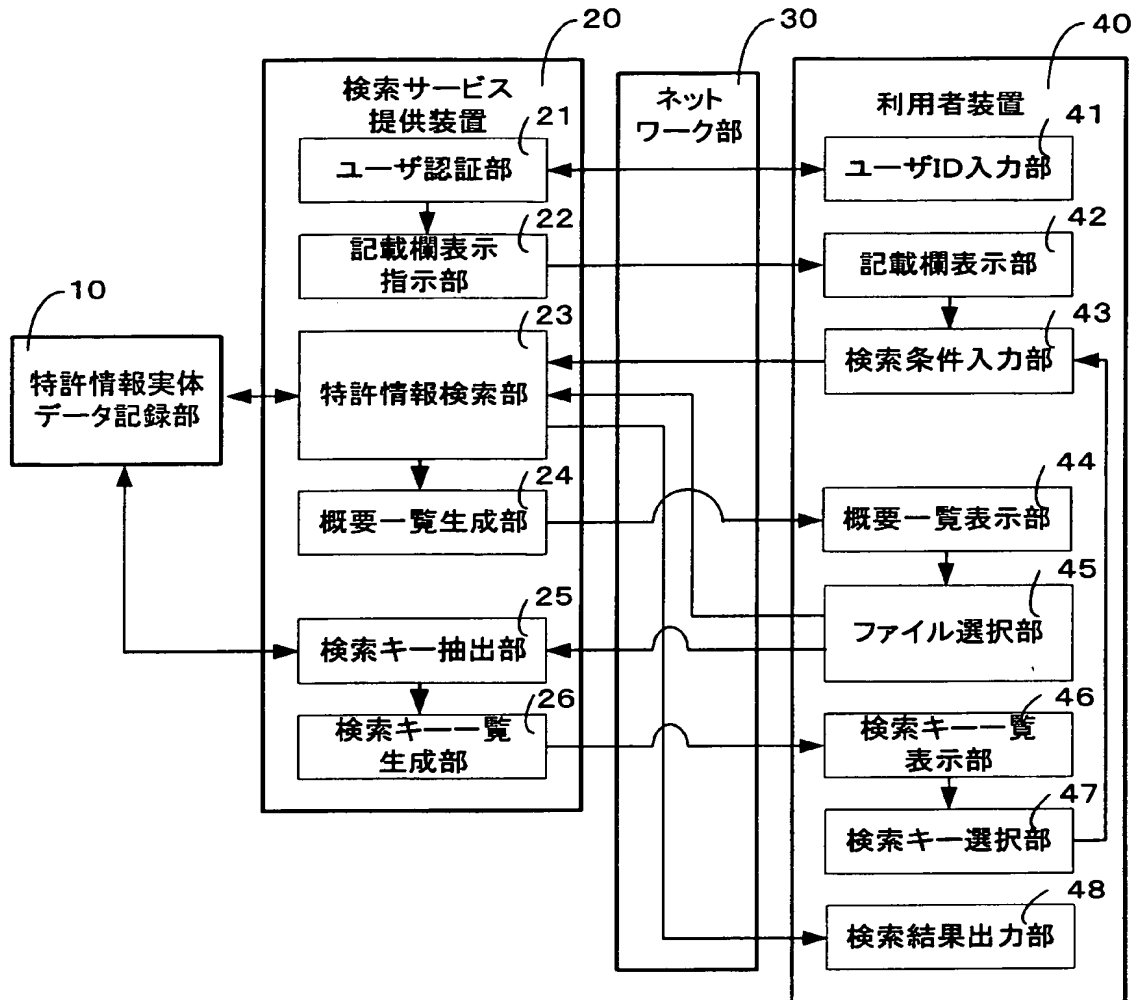 20
30
40
検索サービス
提供装置
ネット
ワーク部
利用者装置
21
ユーザ認証部
41
ユーザID入力部
22
記載欄表示
指示部
42
記載欄表示部
10
特許情報実体
データ記録部
23
特許情報検索部
43
検索条件入力部
24
概要一覧生成部
44
概要一覧表示部
25
検索キー抽出部
45
ファイル選択部
26
検索キー一覧
生成部
46
検索キー一覧
表示部
47
検索キー選択部
48
検索結果出力部